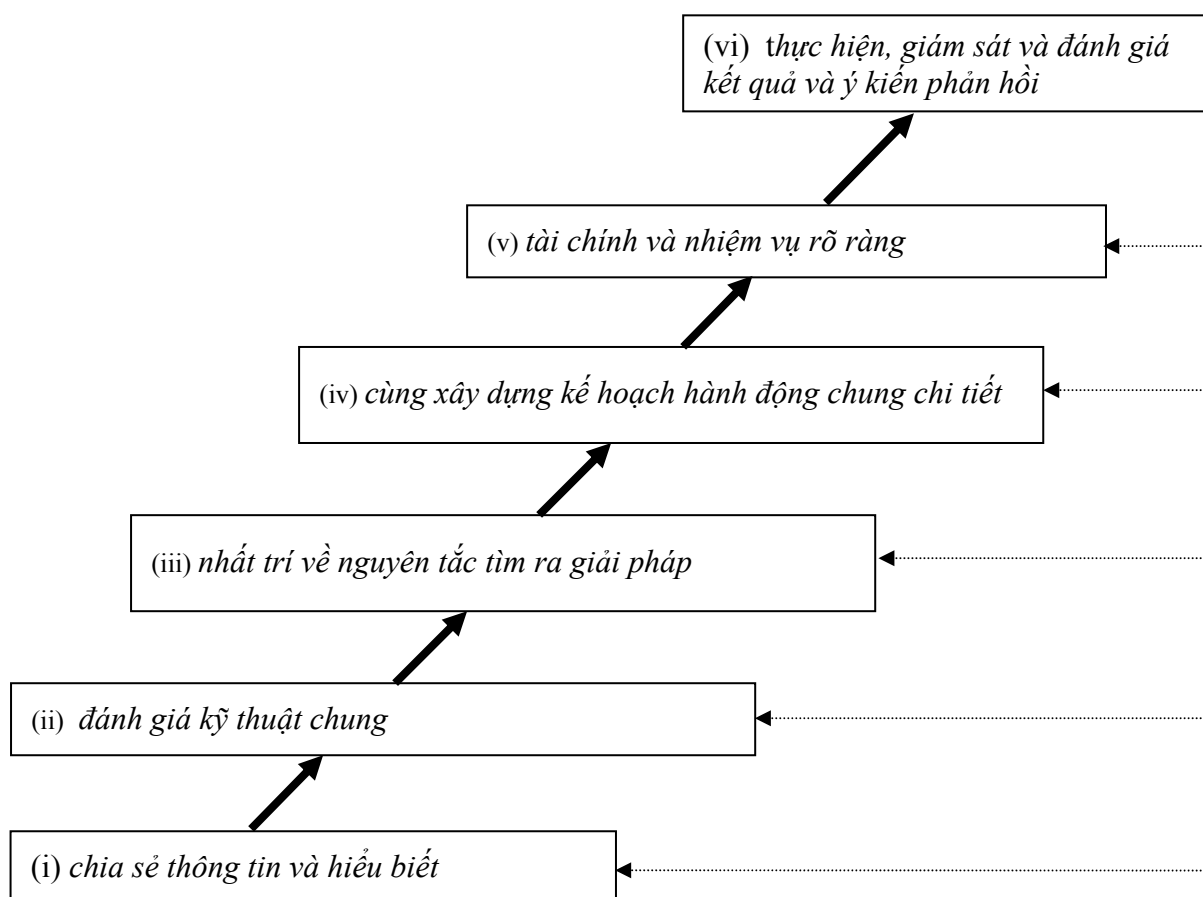 (vi) thực hiện, giám sát và đánh giá
kết quả và ý kiến phản hồi
(v) tài chính và nhiệm vụ rõ ràng
(iv) cùng xây dựng kế hoạch hành động chung chi tiết
(iii) nhất trí về nguyên tắc tìm ra giải pháp
(ii) đánh giá kỹ thuật chung
(i) chia sẻ thông tin và hiểu biết